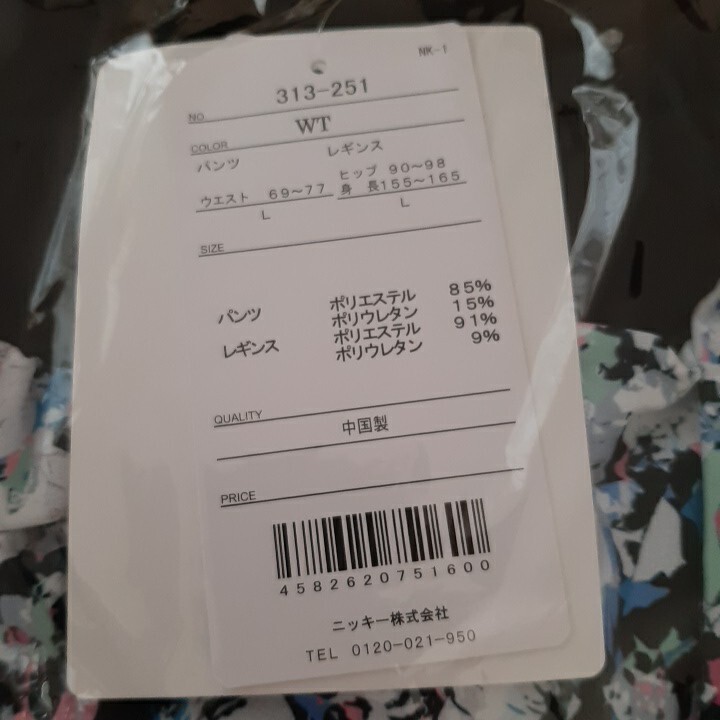 NK-1
NO 313-251
COLOR WT
パンツ レギンス
ウエスト 69～77 ヒップ 90～98
身 長155～165
L L
SIZE
パンツ ポリエステル 85%
ポリウレタン 15%
レギンス ポリエステル 91%
ポリウレタン 9%
QUALITY
中国製
PRICE
4582620751600
ニッキー株式会社
TEL 0120-021-950